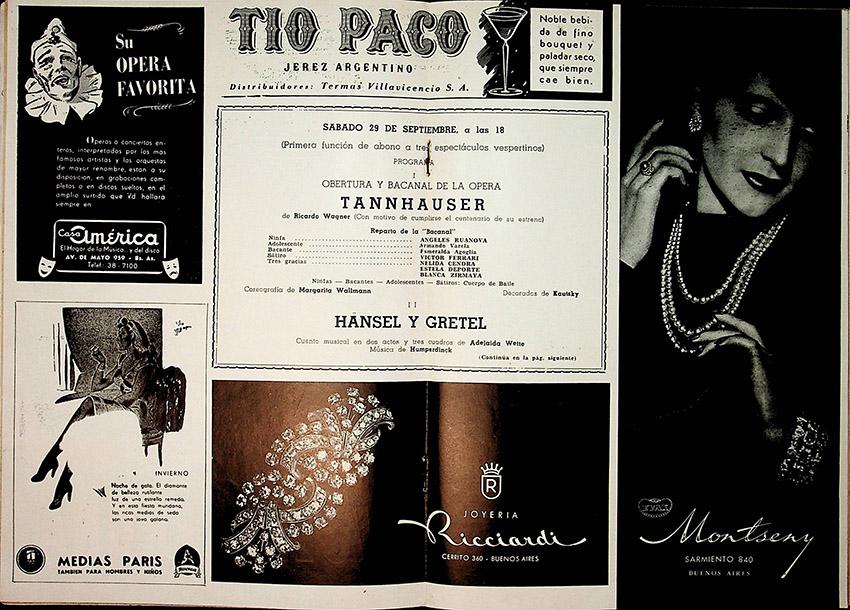 Su
OPERA
FAVORITA
Operas o conciertos en-
teros, interpretados por los mas
famosos artistas y las orquestas
de mayor renombre, estan a su
disposicion, en grabaciones com-
pletas o en discos sueltos, en el
amplio surtido que Vd hallará
siempre en
Casa América
El Hogar de la Musica.. y del disco
AV. DE MAYO 959 - Bs. As.
Telef: 38 - 7100
INVIERNO
Noche de gala. El diamante
de belleza rutilante
luz de una estrella remeda.
Y en esta fiesta mundana,
las ricas medias de seda
son una joya galana.
MEDIAS PARIS
TAMBIEN PARA HOMBRES Y NIÑOS
TIO PACO
JEREZ ARGENTINO
Distribuidores: Termas Villavicencio S. A.
Noble bebi-
da de fino
bouquet y
paladar seco,
que siempre
cae bien.
SABADO 29 DE SEPTIEMBRE, a las 18
(Primera función de abono a tres espectáculos vespertinos)
PROGRAMA
I
OBERTURA Y BACANAL DE LA OPERA
TANNHAUSER
de Ricardo Wagner (Con motivo de cumplirse el centenario de su estreno)
Reparto de la "Bacanal"
Ninfa ANGELES RUANOVA
Adolescente Armando Varela
Bacante Esmeralda Agoglia
Sátiro VICTOR FERRARI
Tres gracias NELIDA CENDRA
ESTELA DEPORTE
BLANCA ZIRMAYA
Ninfas — Bacantes — Adolescentes — Sátiros: Cuerpo de Baile
Coreografía de Margarita Wallmann Decorados de Kautsky
II
HÄNSEL Y GRETEL
Cuento musical en dos actos y tres cuadros de Adelaida Wette
Música de Humperdinck
(Continúa en la pág. siguiente)
R
JOYERIA
Ricciardi
CERRITO 360 - BUENOS AIRES
Montseny
SARMIENTO 840
BUENOS AIRES